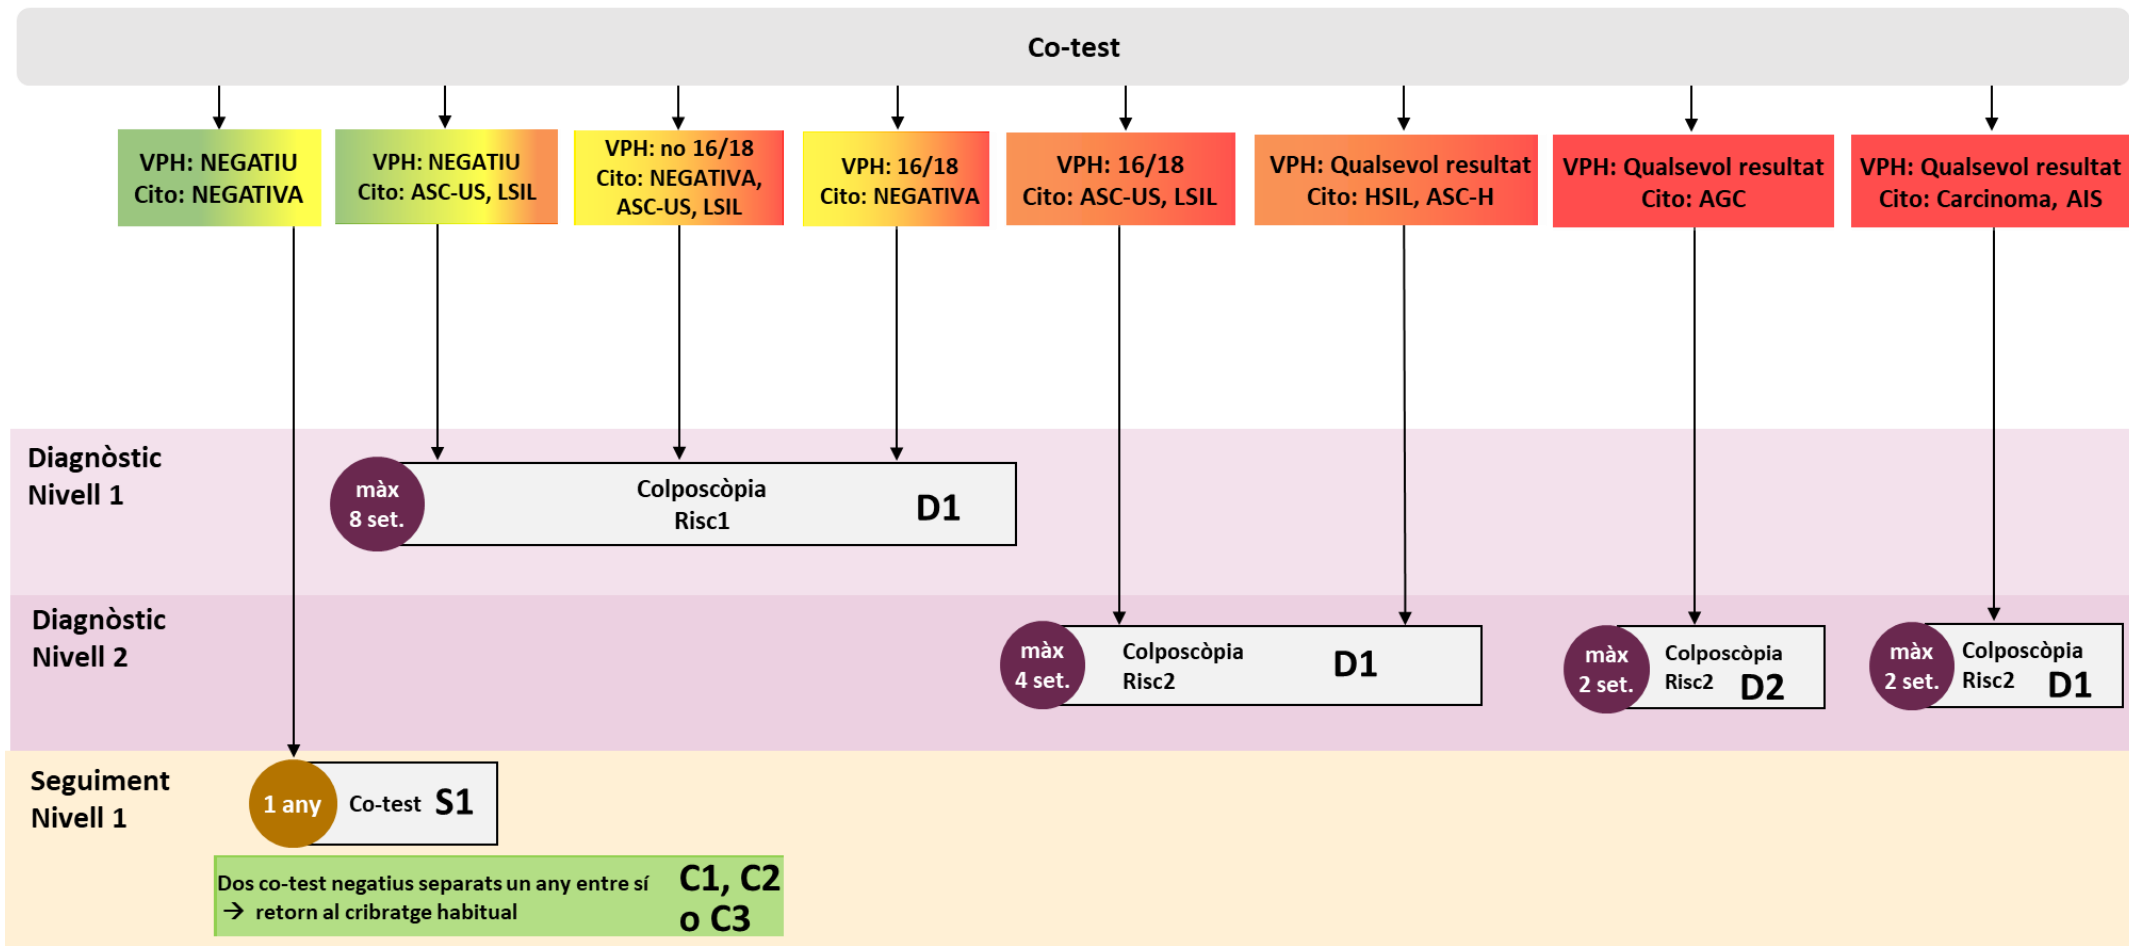 Co-test
VPH: NEGATIU
Cito: NEGATIVA
VPH: NEGATIU
Cito: ASC-US, LSIL
VPH: no 16/18
Cito: NEGATIVA,
ASC-US, LSIL
VPH: 16/18
Cito: NEGATIVA
VPH: 16/18
Cito: ASC-US, LSIL
VPH: Qualsevol resultat
Cito: HSIL, ASC-H
VPH: Qualsevol resultat
Cito: AGC
VPH: Qualsevol resultat
Cito: Carcinoma, AIS
Diagnòstic
Nivell 1
màx
8 set.
Colposcòpia
Risc1
D1
Diagnòstic
Nivell 2
màx
4 set.
Colposcòpia
Risc2
D1
màx
2 set.
Colposcòpia
Risc2
D2
màx
2 set.
Colposcòpia
Risc2
D1
Seguiment
Nivell 1
1 any
Co-test S1
Dos co-test negatius separats un any entre sí
→ retorn al cribratge habitual
C1, C2
o C3